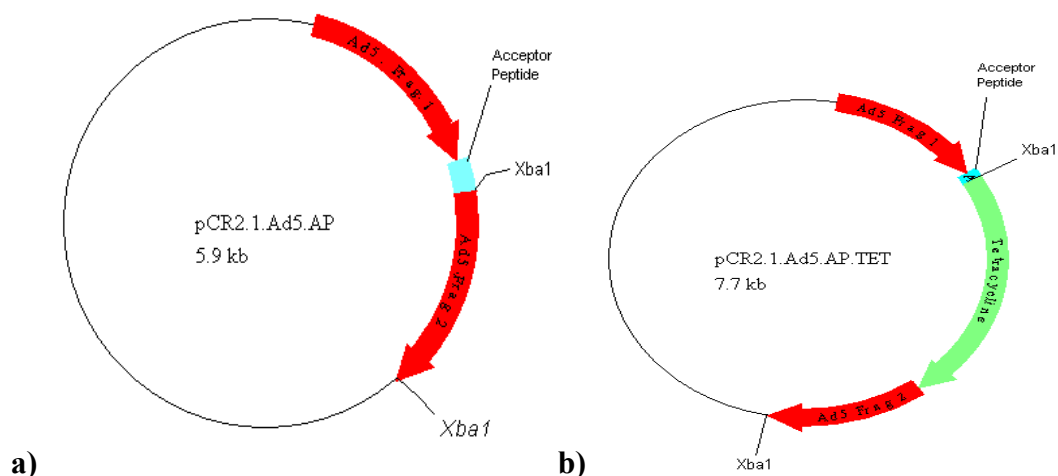 Ad5. Frag 1
Acceptor
Peptide
Xba1
pCR2.1.Ad5.AP
5.9 kb
Ad5.Frag 2
Xba1
a)
Ad5 Frag 1
Acceptor
Peptide
Xba1
pCR2.1.Ad5.AP.TET
7.7 kb
Tetracycline
Ad5 Frag 2
Xba1
b)